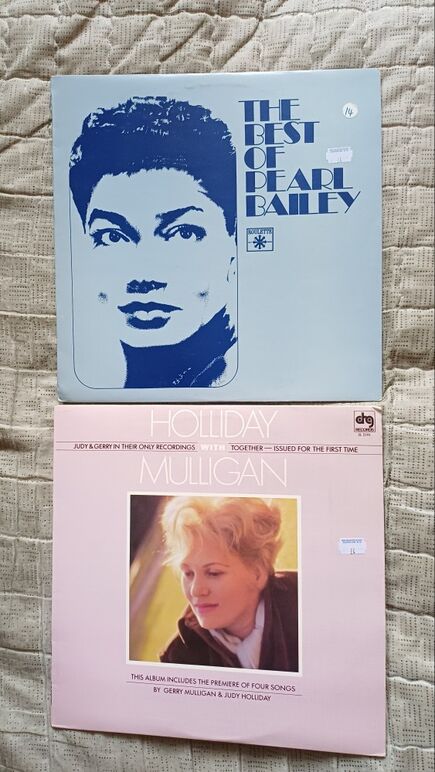 THE
BEST
OF
PEARL
BAILEY
14
ROULETTE
HOLLIDAY
JUDY & GERRY IN THEIR ONLY RECORDINGS WITH TOGETHER — ISSUED FOR THE FIRST TIME
MULLIGAN
drg
RECORDS
THIS ALBUM INCLUDES THE PREMIERE OF FOUR SONGS
BY GERRY MULLIGAN & JUDY HOLLIDAY